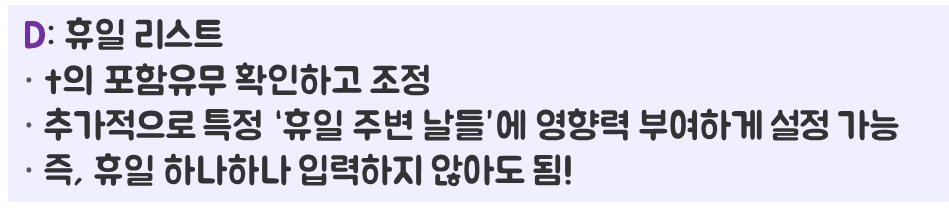 D: 휴일 리스트
· t의 포함유무 확인하고 조정
· 추가적으로 특정 ‘휴일 주변 날들’에 영향력 부여하게 설정 가능
· 즉, 휴일 하나하나 입력하지 않아도 됨!